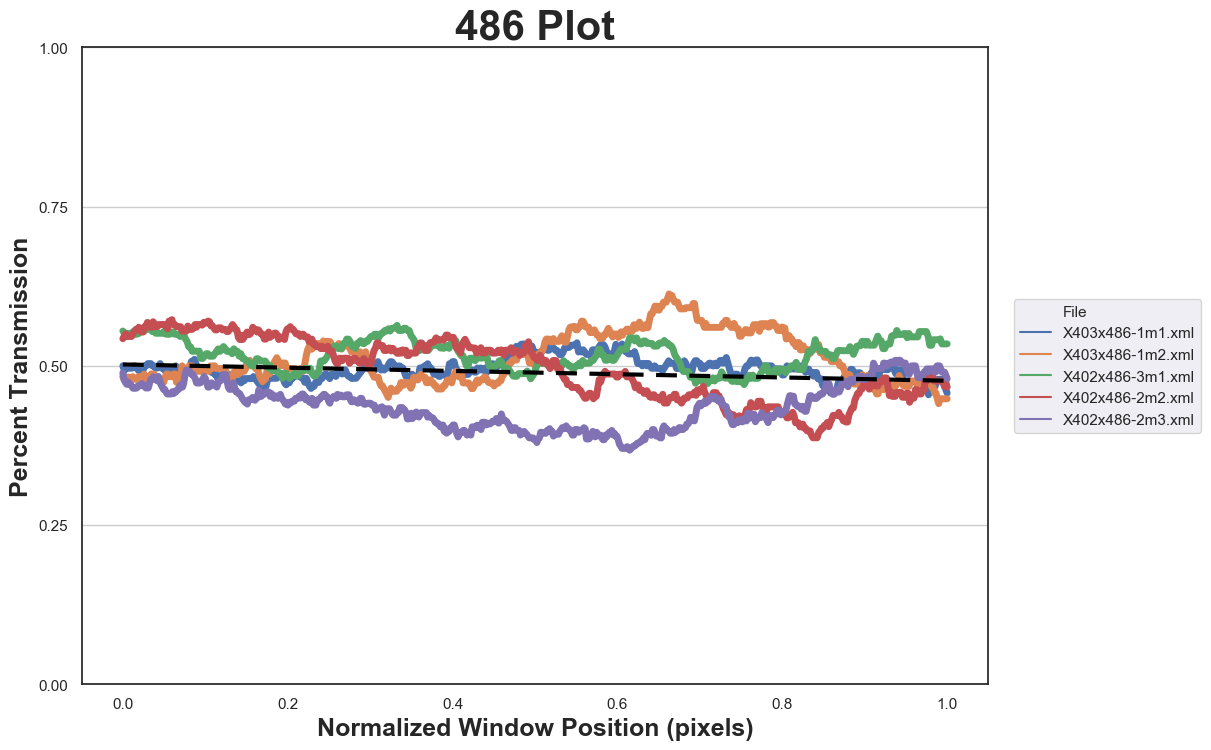 486 Plot
Percent Transmission
1.00
0.75
0.50
0.25
0.00
0.0 0.2 0.4 0.6 0.8 1.0
Normalized Window Position (pixels)
File
X403x486-1m1.xml
X403x486-1m2.xml
X402x486-3m1.xml
X402x486-2m2.xml
X402x486-2m3.xml